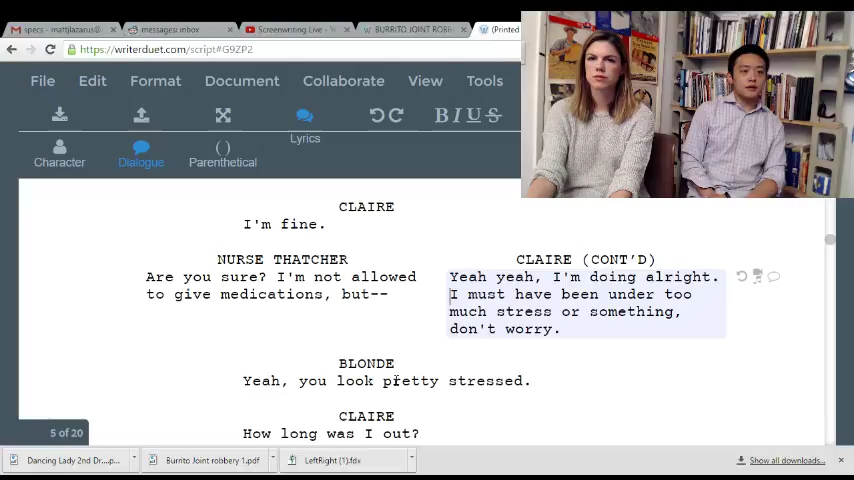 specs - mattjlazarus@
messages: inbox
Screenwriting Live -
BURRITO JOINT ROBB
(Printed
https://writerduet.com/script#G9ZP2
File Edit Format Document Collaborate View Tools
B I U S
Lyrics
Character Dialogue Parenthetical
CLAIRE
I'm fine.
NURSE THATCHER
Are you sure? I'm not allowed
to give medications, but--
CLAIRE (CONT'D)
Yeah yeah, I'm doing alright.
I must have been under too
much stress or something,
don't worry.
BLONDE
Yeah, you look pretty stressed.
CLAIRE
How long was I out?
5 of 20
Dancing Lady 2nd Dr....p...
Burrito Joint robbery 1.pdf
LeftRight (1).fdx
Show all downloads...